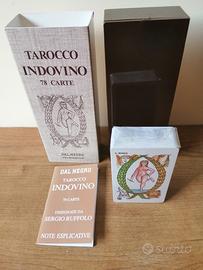 TAROCCO
INDOVINO
78 CARTE
DAL NEGRO
DAL NEGRO
TAROCCO
INDOVINO
78 CARTE
DISEGNATE DA
SERGIO RUFFOLO
NOTE ESPLICATIVE
subito